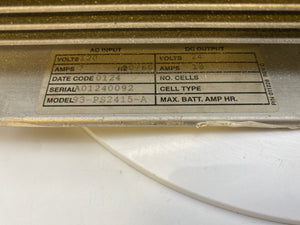 AC INPUT DC OUTPUT
VOLTS 120 VOLTS 24
AMPS AMPS
DATE CODE 0124 NO. CELLS
SERIAL A01240092 CELL TYPE
MODEL 93-PS2415-A MAX. BATT. AMP HR.